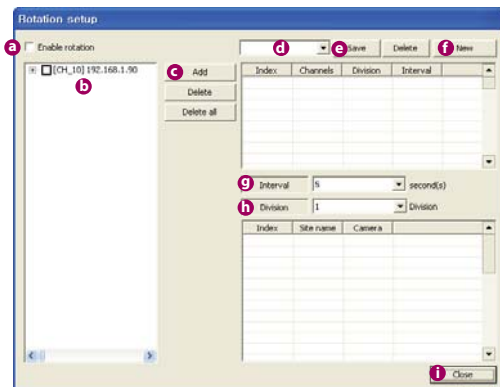 Rotation setup
a Enable rotation d e Save Delete f New
[CH_10] 192.168.1.90
b
c Add
Delete
Delete all
Index Channels Division Interval
g Interval 5 second(s)
h Division 1 Division
Index Site name Camera
i Close